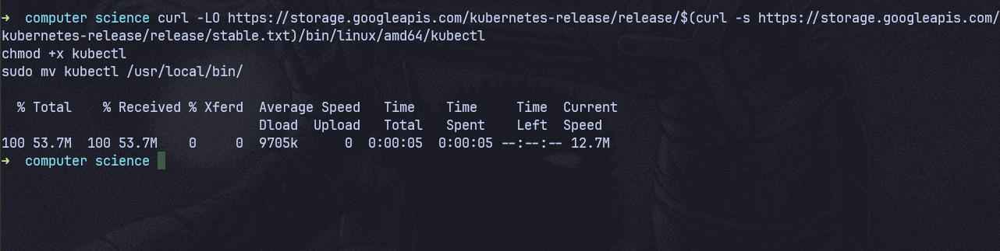 → computer science curl -LO https://storage.googleapis.com/kubernetes-release/release/$(curl -s https://storage.googleapis.com/
kubernetes-release/release/stable.txt)/bin/linux/amd64/kubectl
chmod +x kubectl
sudo mv kubectl /usr/local/bin/
% Total % Received % Xferd Average Speed Time Time Time Current
Dload Upload Total Spent Left Speed
100 53.7M 100 53.7M 0 0 9705k 0 0:00:05 0:00:05 --:--:-- 12.7M
→ computer science